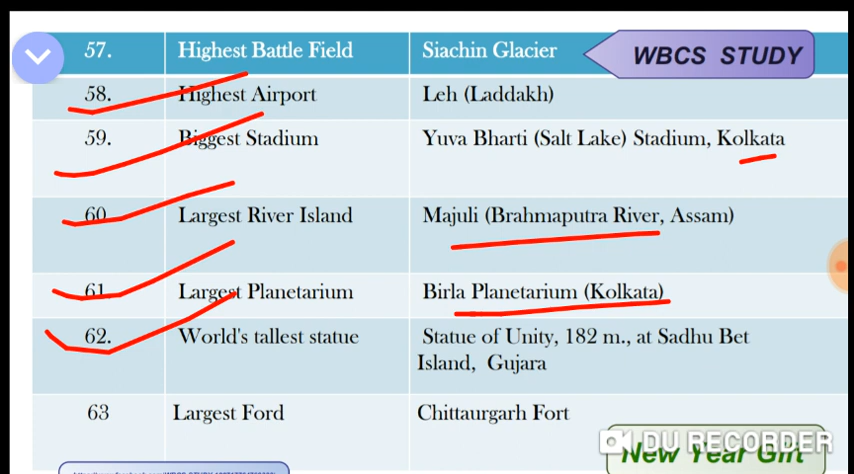 57. Highest Battle Field Siachin Glacier WBCS STUDY
58. Highest Airport Leh (Laddakh)
59. Biggest Stadium Yuva Bharti (Salt Lake) Stadium, Kolkata
60. Largest River Island Majuli (Brahmaputra River, Assam)
61. Largest Planetarium Birla Planetarium (Kolkata)
62. World's tallest statue Statue of Unity, 182 m., at Sadhu Bet
Island, Gujara
63 Largest Ford Chittaurgarh Fort
DU RECORDER
New Year Gift